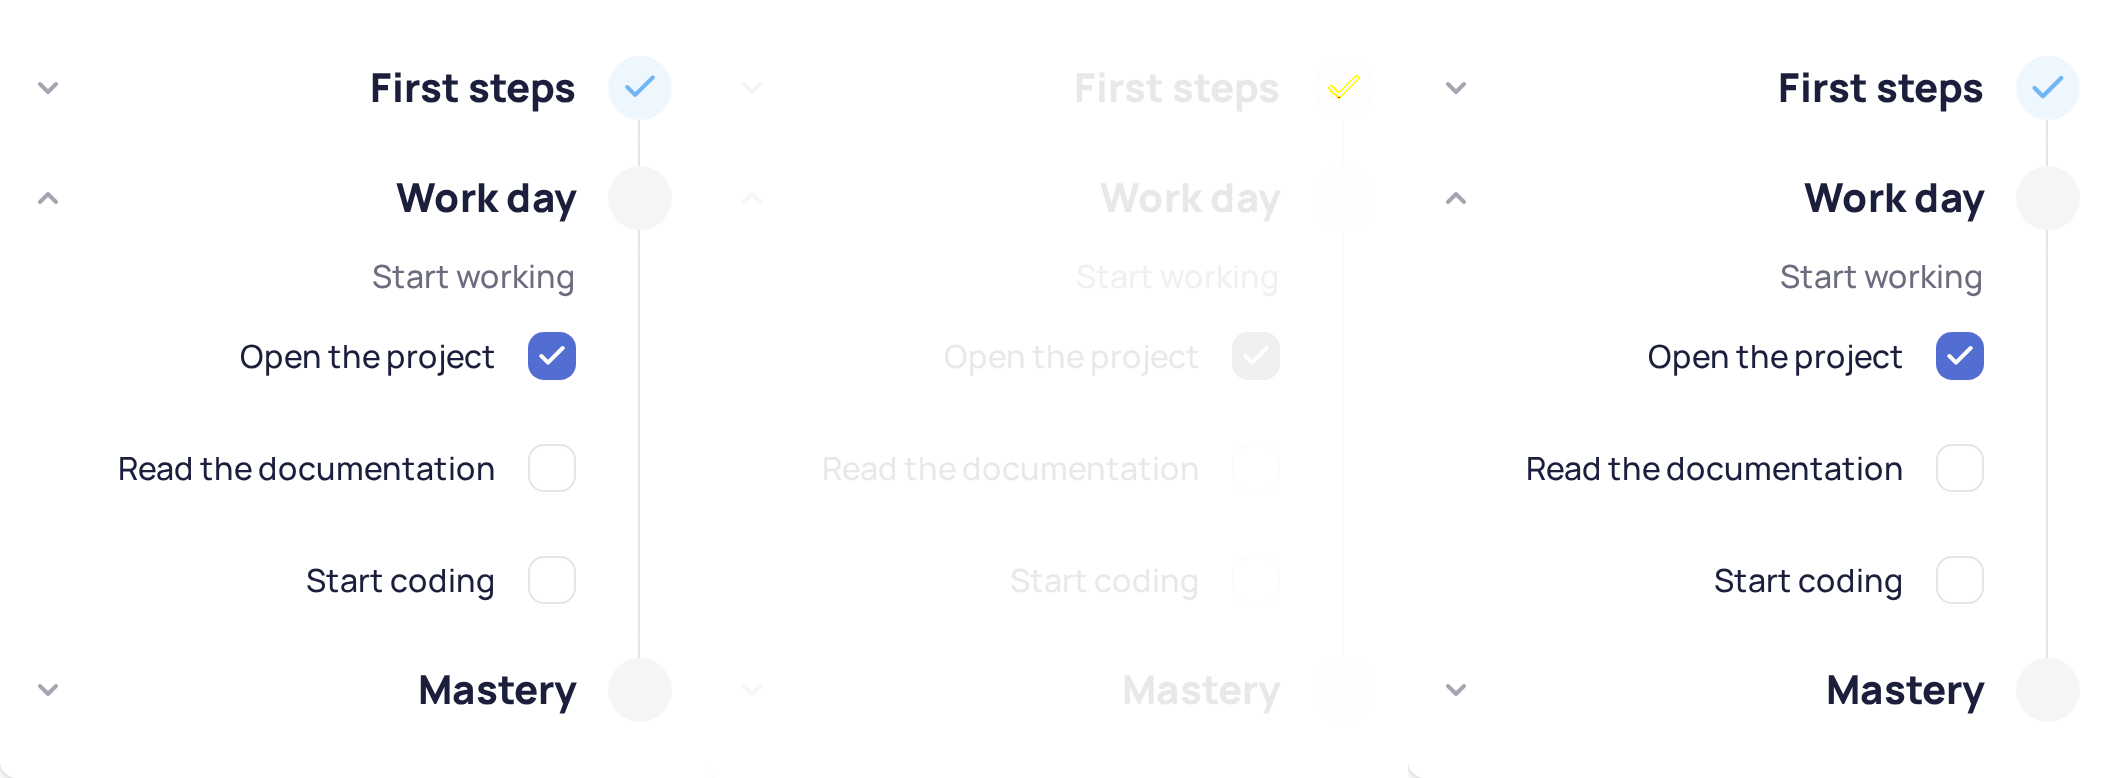 First steps
Work day
Start working
Open the project
Read the documentation
Start coding
Mastery
First steps
Work day
Start working
Open the project
Read the documentation
Start coding
Mastery
First steps
Work day
Start working
Open the project
Read the documentation
Start coding
Mastery